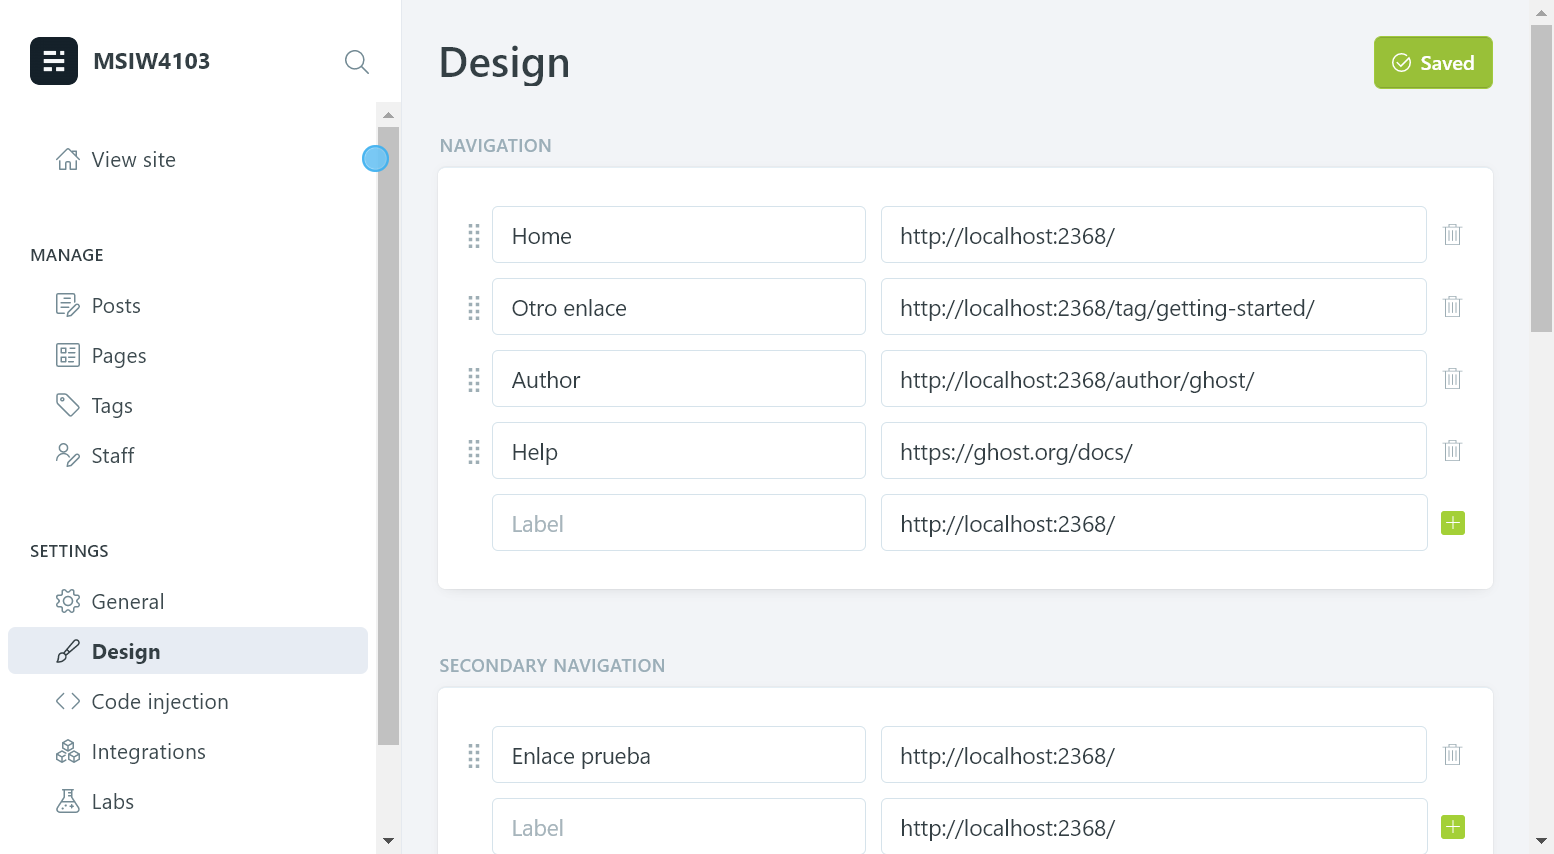 MSIW4103
View site
MANAGE
Posts
Pages
Tags
Staff
SETTINGS
General
Design
Code injection
Integrations
Labs
Design
Saved
NAVIGATION
Home http://localhost:2368/
Otro enlace http://localhost:2368/tag/getting-started/
Author http://localhost:2368/author/ghost/
Help https://ghost.org/docs/
Label http://localhost:2368/
SECONDARY NAVIGATION
Enlace prueba http://localhost:2368/
Label http://localhost:2368/